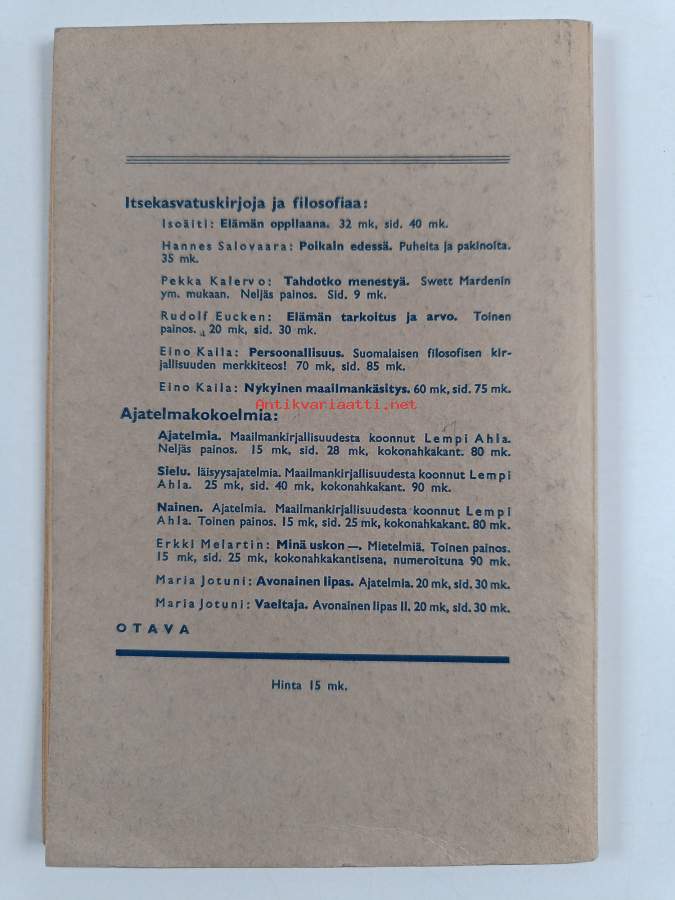 Itsekasvatuskirjoja ja filosofiaa:
Isoäiti: Elämän oppilaana. 32 mk, sid. 40 mk.
Hannes Salovaara: Poikain edessä. Puheita ja pakinoita.
35 mk.
Pekka Kalervo: Tahdotko menestyä. Swett Mardenin
ym. mukaan. Neljäs painos. Sid. 9 mk.
Rudolf Eucken: Elämän tarkoitus ja arvo. Toinen
painos. 20 mk, sid. 30 mk.
Eino Kaila: Persoonallisuus. Suomalaisen filosofisen kir-
jallisuuden merkkiteos! 70 mk, sid. 85 mk.
Eino Kaila: Nykyinen maailmankäsitys. 60 mk, sid. 75 mk.
Antikvariaatti.net
Ajatelmakokoelmia:
Ajatelmia. Maailmankirjallisuudesta koonnut Lempi Ahla.
Neljäs painos. 15 mk, sid. 28 mk, kokonahkakant. 80 mk.
Sielu. Iäisyysajatelmia. Maailmankirjallisuudesta koonnut Lempi
Ahla. 25 mk, sid. 40 mk, kokonahkakant. 90 mk.
Nainen. Ajatelmia. Maailmankirjallisuudesta koonnut Lempi
Ahla. Toinen painos. 15 mk, sid. 25 mk, kokonahkakant. 80 mk.
Erkki Melartin: Minä uskon —. Mietelmiä. Toinen painos.
15 mk, sid. 25 mk, kokonahkakantisena, numeroituna 90 mk.
Maria Jotuni: Avonainen lipas. Ajatelmia. 20 mk, sid. 30 mk.
Maria Jotuni: Vaeltaja. Avonainen lipas II. 20 mk, sid. 30 mk.
OTAVA
Hinta 15 mk.